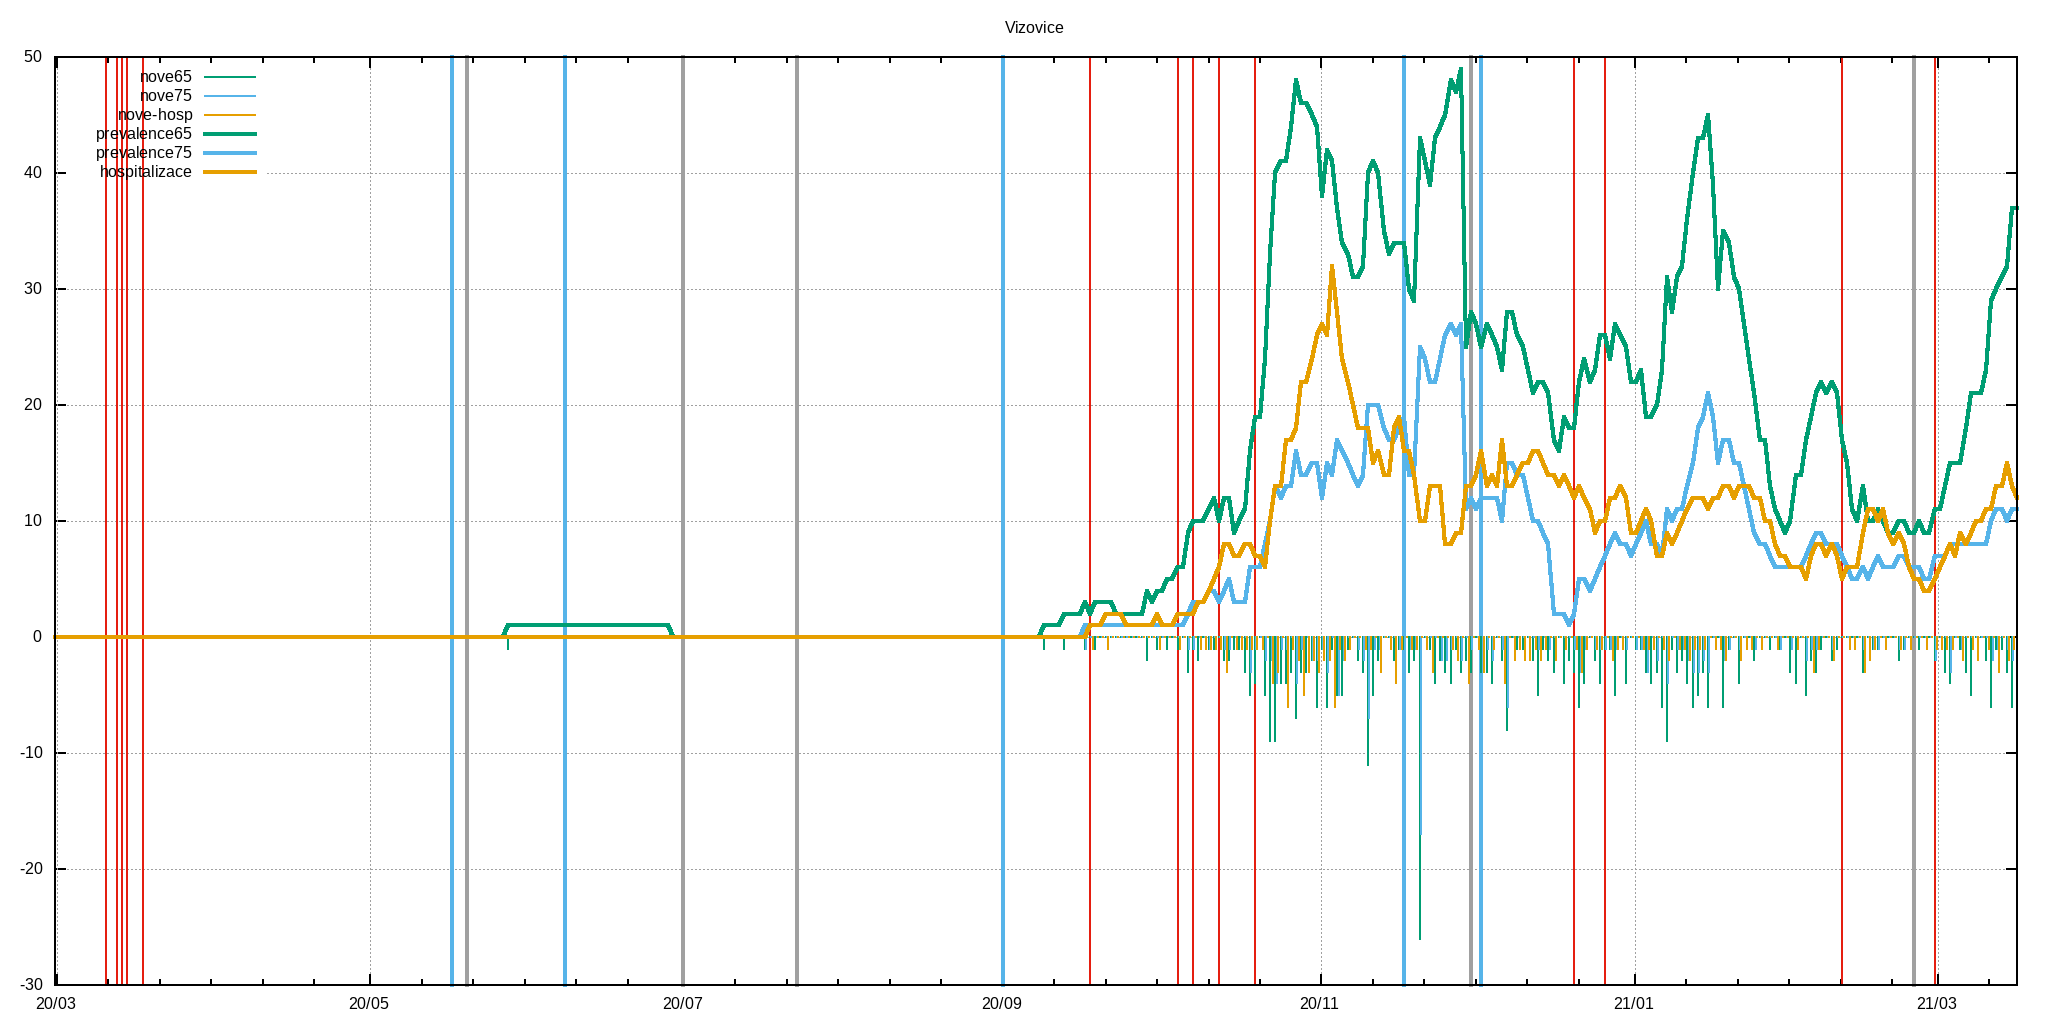 Vizovice
50
nove65
nove75
nove-hosp
prevalence65
prevalence75
hospitalizace
40
30
20
10
0
-10
-20
-30
20/03 20/05 20/07 20/09 20/11 21/01 21/03